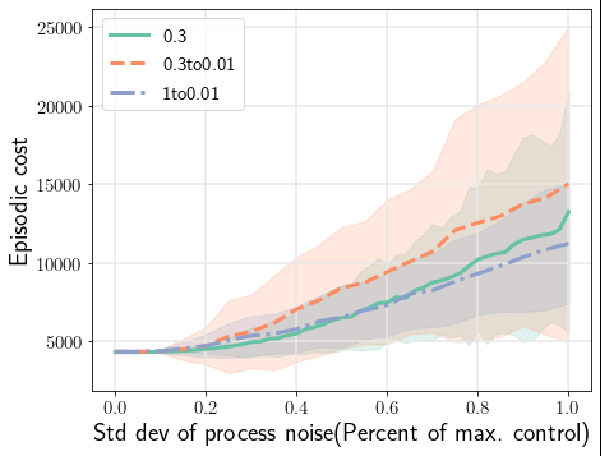 25000
20000
15000
10000
5000
Episodic cost
0.3
0.3to0.01
1to0.01
0.0 0.2 0.4 0.6 0.8 1.0
Std dev of process noise(Percent of max. control)